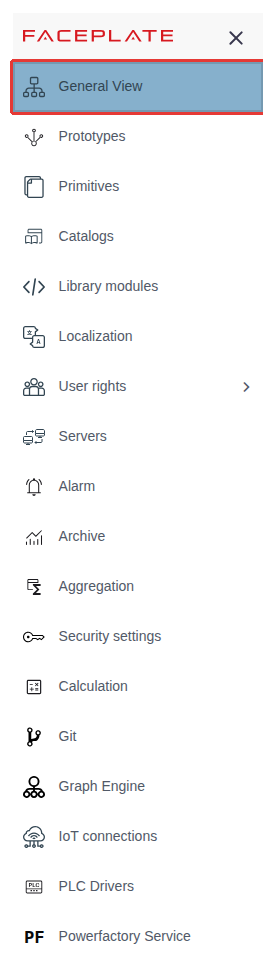 FACEPLATE
General View
Prototypes
Primitives
Catalogs
Library modules
Localization
User rights
Servers
Alarm
Archive
Aggregation
Security settings
Calculation
Git
Graph Engine
IoT connections
PLC PLC Drivers
PF Powerfactory Service